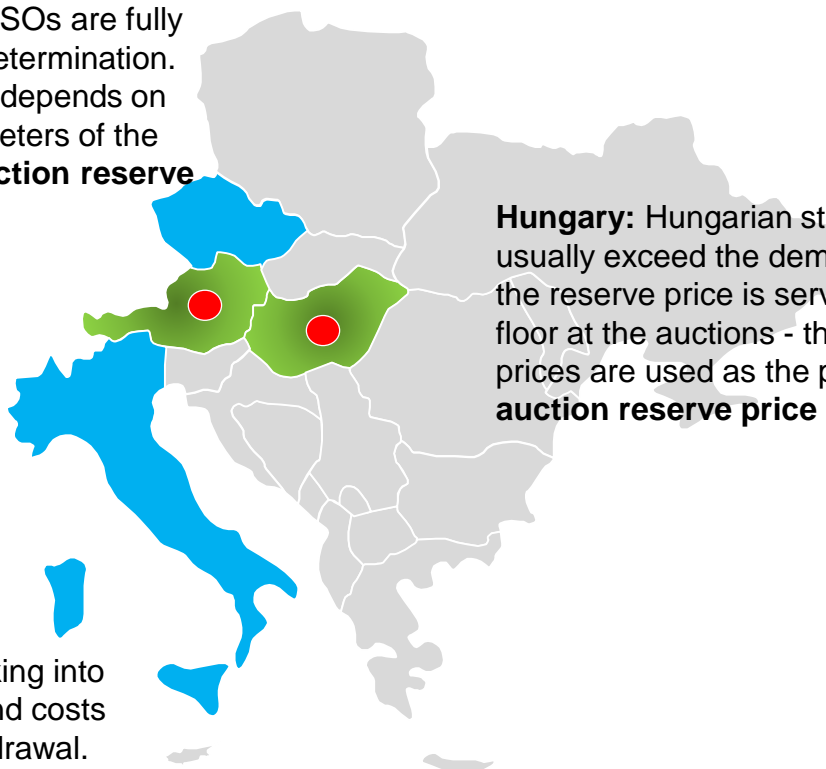 SOs are fully
etermination.
depends on
eters of the
ction reserve
Hungary: Hungarian st
usually exceed the dem
the reserve price is serv
floor at the auctions - th
prices are used as the p
auction reserve price
king into
nd costs
drawal.